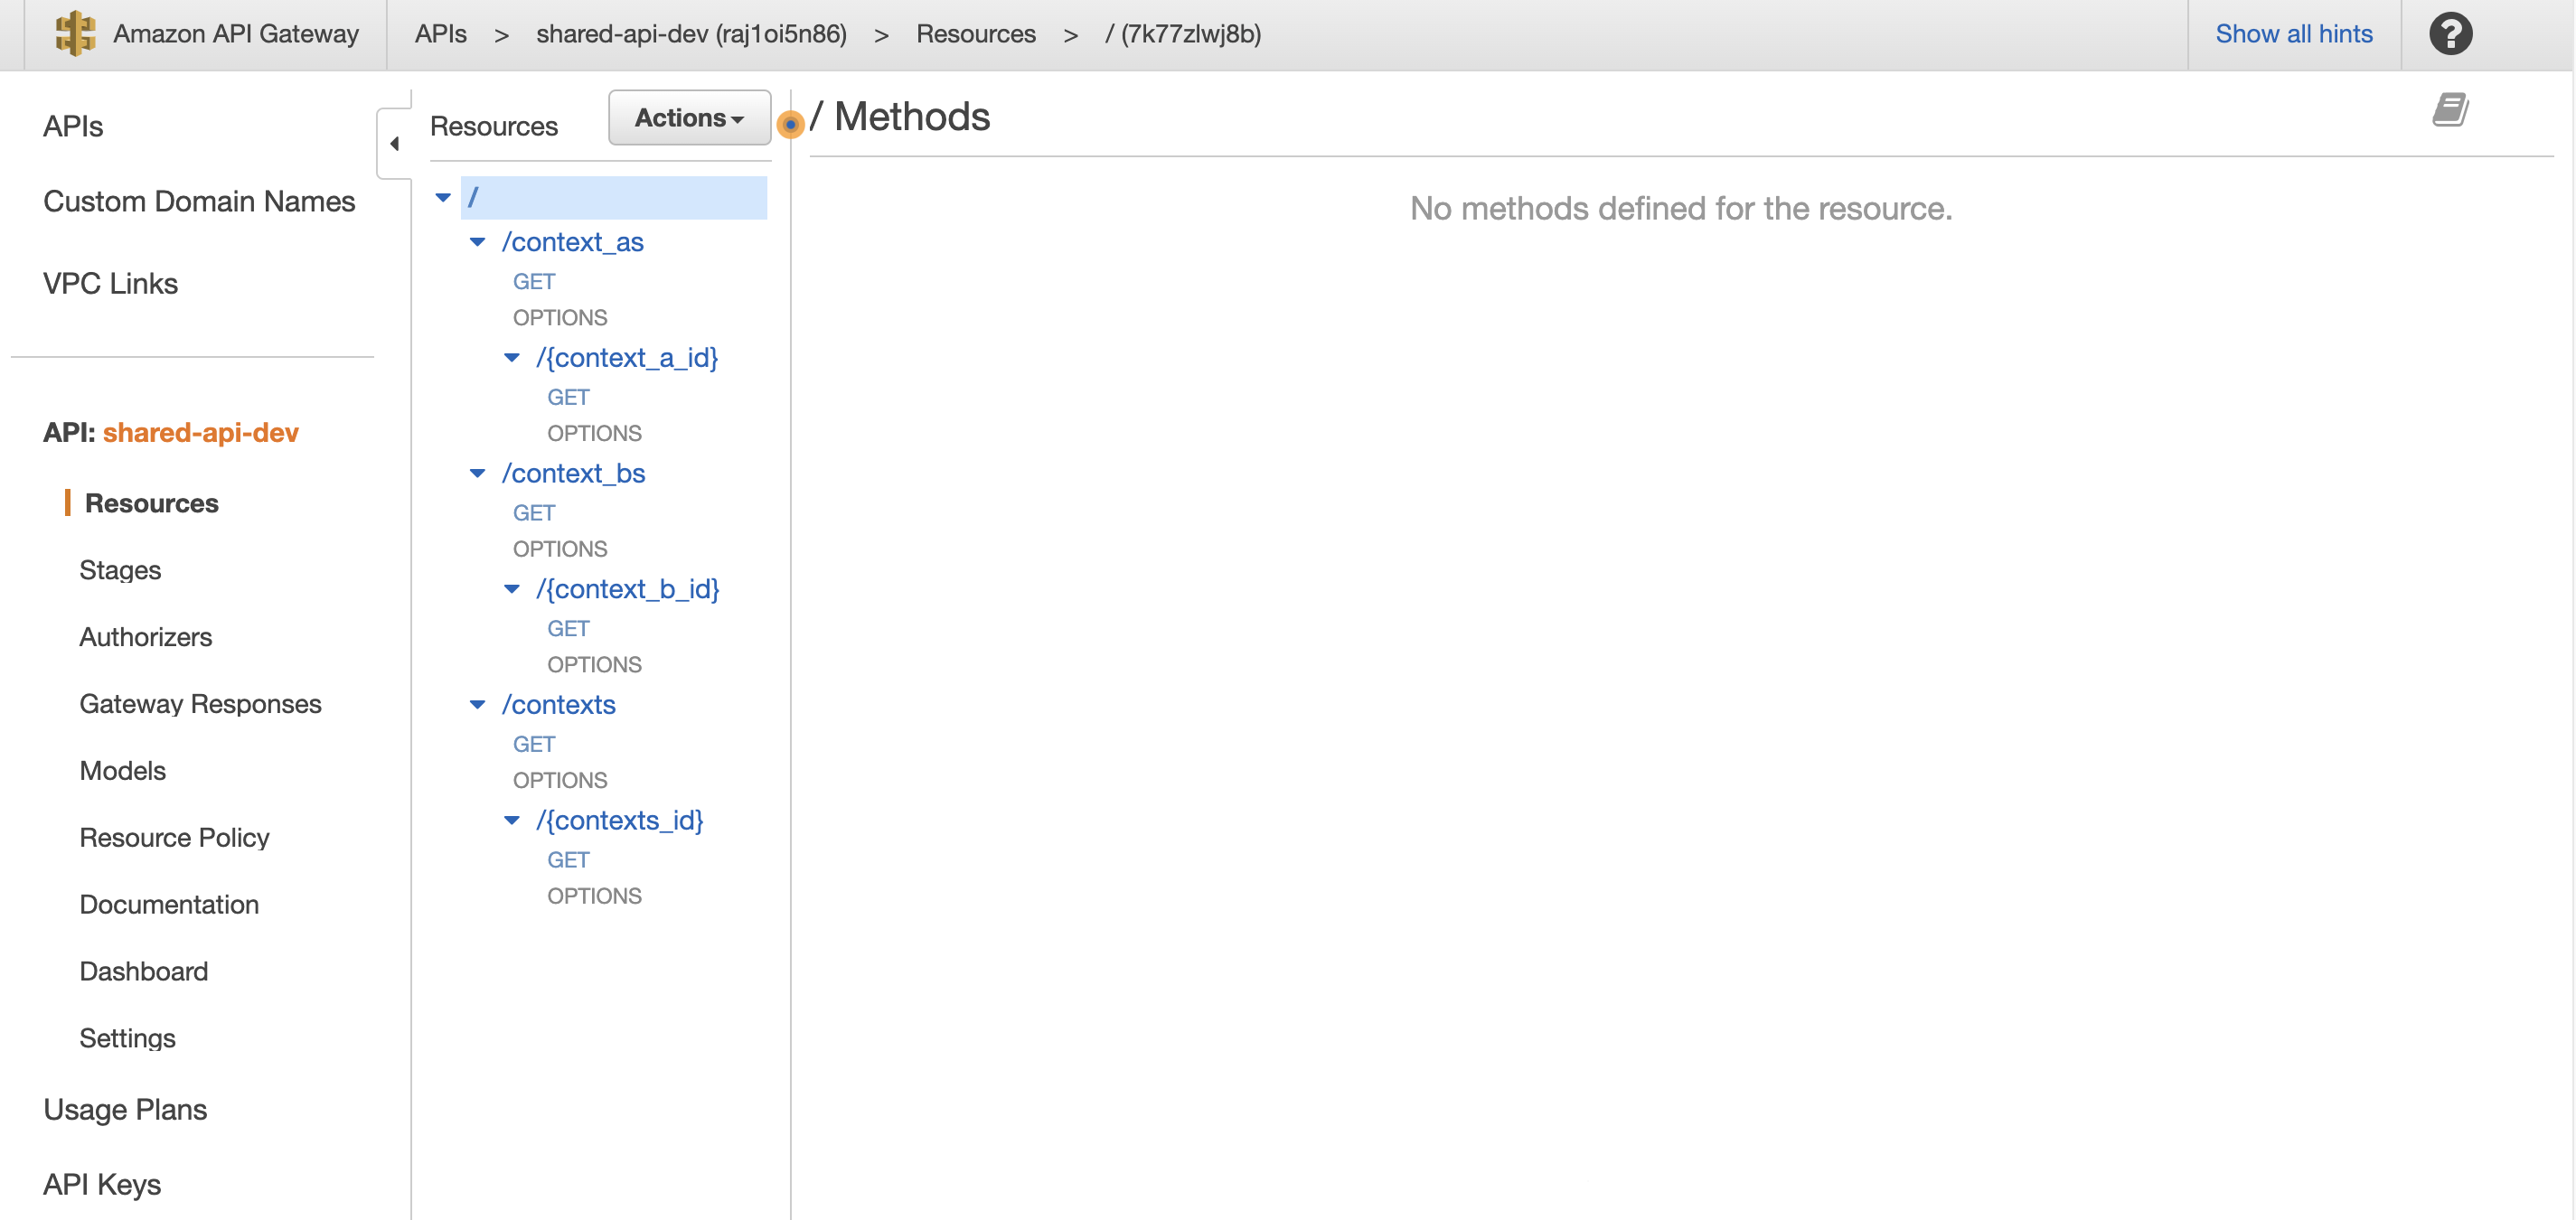 Amazon API Gateway
APIs > shared-api-dev (raj1oi5n86) > Resources > / (7k77zlwj8b)
Show all hints
?
APIs
Custom Domain Names
VPC Links
API: shared-api-dev
Resources
Stages
Authorizers
Gateway Responses
Models
Resource Policy
Documentation
Dashboard
Settings
Usage Plans
API Keys
Resources
Actions
/
/context_as
GET
OPTIONS
/{context_a_id}
GET
OPTIONS
/context_bs
GET
OPTIONS
/{context_b_id}
GET
OPTIONS
/contexts
GET
OPTIONS
/{contexts_id}
GET
OPTIONS
/ Methods
No methods defined for the resource.